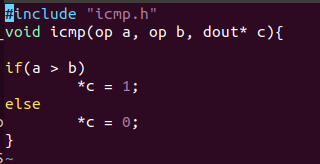 #include "icmp.h"
void icmp(op a, op b, dout* c){

if(a > b)
        *c = 1;
else
        *c = 0;
}
~